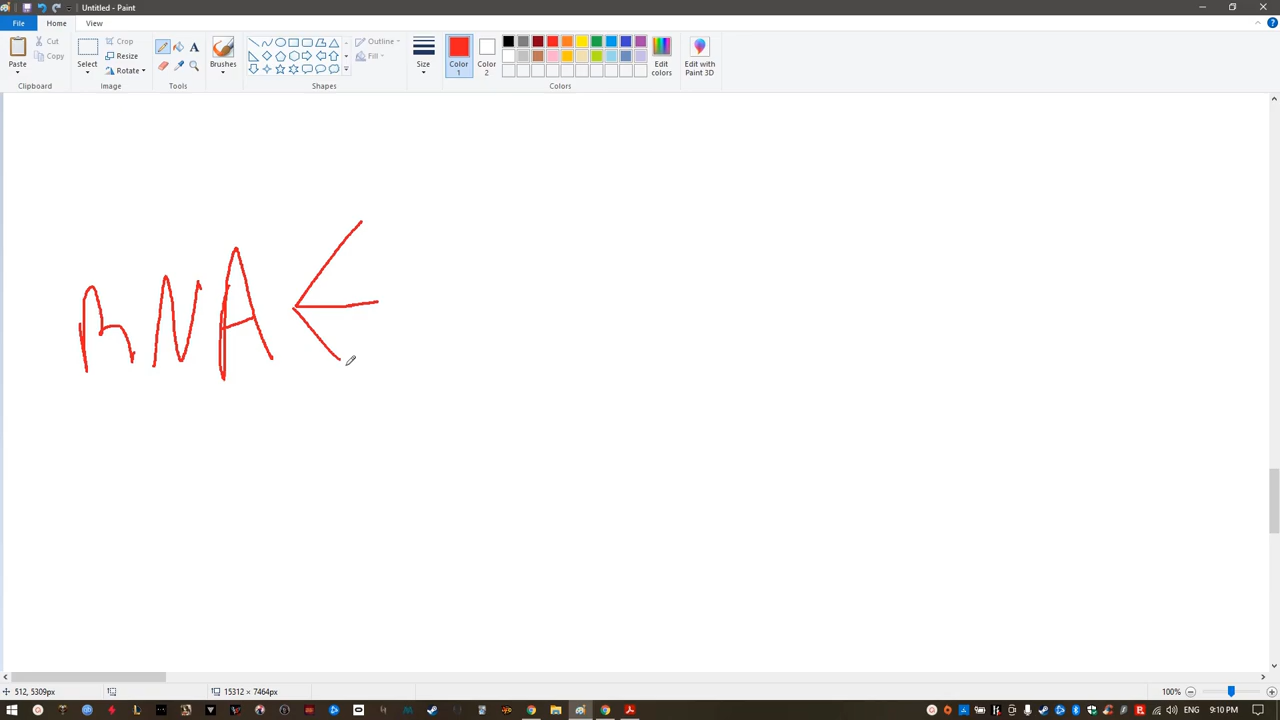 Untitled - Paint
File
Home
View
Paste
Cut
Copy
Clipboard
Select
Crop
Resize
Rotate
Image
Tools
Brushes
Shapes
Outline
Fill
Size
Color 1
Color 2
Edit colors
Colors
Edit with Paint 3D
RNA
512, 5309px
15312 × 7464px
100%
ENG
9:10 PM